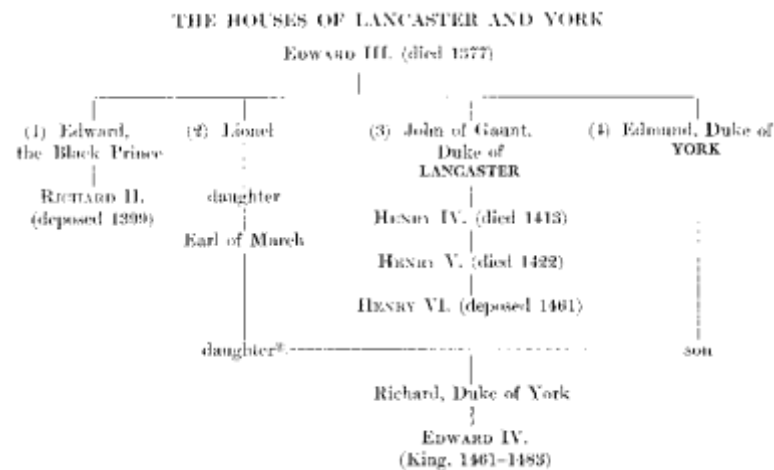 THE HOUSES OF LANCASTER AND YORK
EDWARD III. (died 1377)
(1) Edward, the Black Prince
(2) Lionel
(3) John of Gaunt, Duke of LANCASTER
(4) Edmund, Duke of YORK
RICHARD II. (deposed 1399)
daughter
HENRY IV. (died 1413)
Earl of March
HENRY V. (died 1422)
HENRY VI. (deposed 1461)
daughter*
son
Richard, Duke of York
EDWARD IV.
(King, 1461-1483)